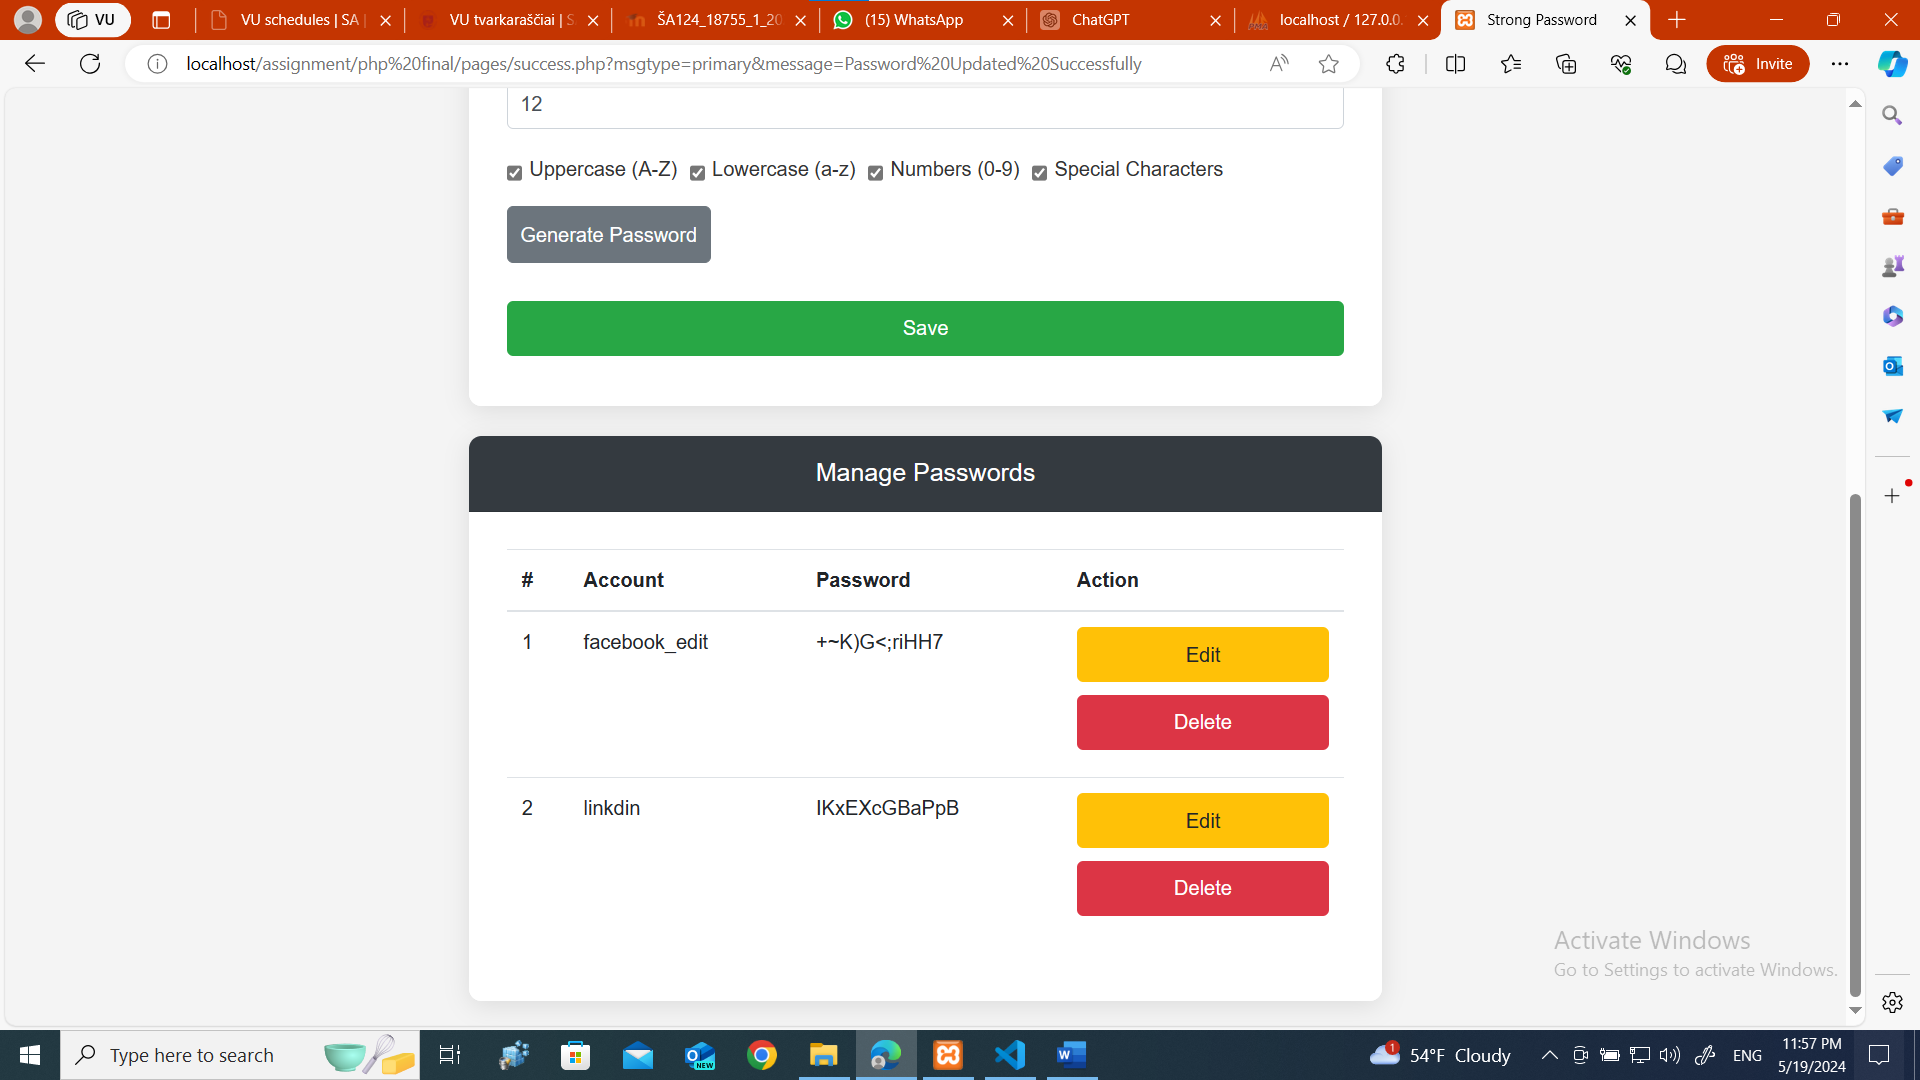 VU
VU schedules | SA |
VU tvarkaraščiai | S
ŠA124_18755_1_20
(15) WhatsApp
ChatGPT
localhost / 127.0.0.
Strong Password
localhost/assignment/php%20final/pages/success.php?msgtype=primary&message=Password%20Updated%20Successfully
Invite
12
Uppercase (A-Z) Lowercase (a-z) Numbers (0-9) Special Characters
Generate Password
Save
Manage Passwords
# Account Password Action
1 facebook_edit +~K)G<;riHH7 Edit
Delete
2 linkdin IKxEXcGBaPpB Edit
Delete
Activate Windows
Go to Settings to activate Windows.
Type here to search
NEW
1
54°F Cloudy
ENG
11:57 PM
5/19/2024